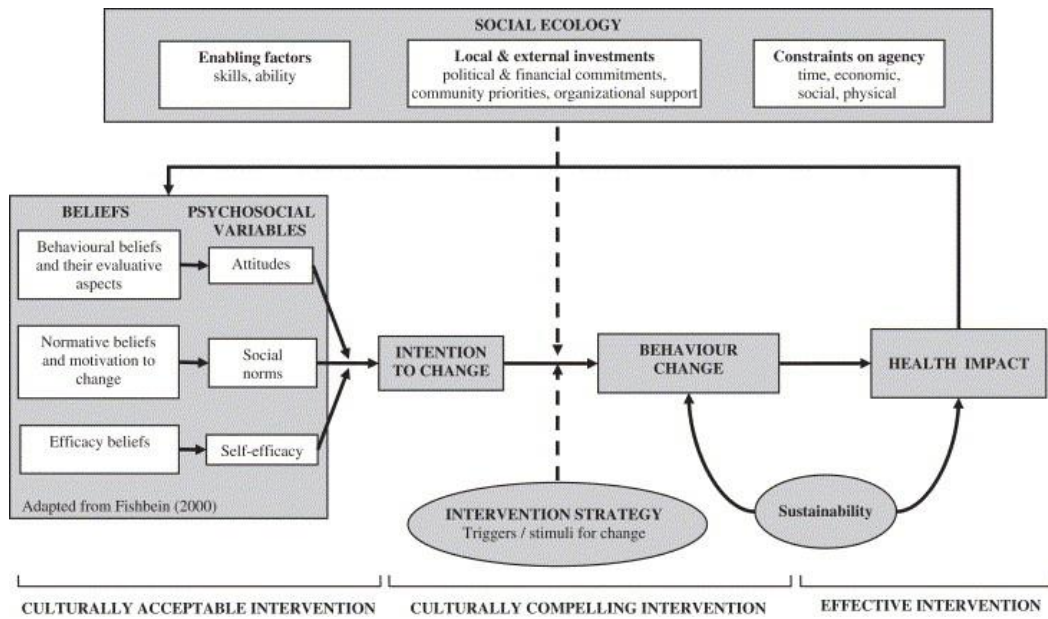 SOCIAL ECOLOGY
Enabling factors
skills, ability
Local & external investments
political & financial commitments,
community priorities, organizational support
Constraints on agency
time, economic,
social, physical
BELIEFS
PSYCHOSOCIAL
VARIABLES
Behavioural beliefs
and their evaluative
aspects
Attitudes
Normative beliefs
and motivation to
change
Social
norms
Efficacy beliefs
Self-efficacy
Adapted from Fishbein (2000)
INTENTION
TO CHANGE
BEHAVIOUR
CHANGE
HEALTH IMPACT
INTERVENTION STRATEGY
Triggers / stimuli for change
Sustainability
CULTURALLY ACCEPTABLE INTERVENTION
CULTURALLY COMPELLING INTERVENTION
EFFECTIVE INTERVENTION